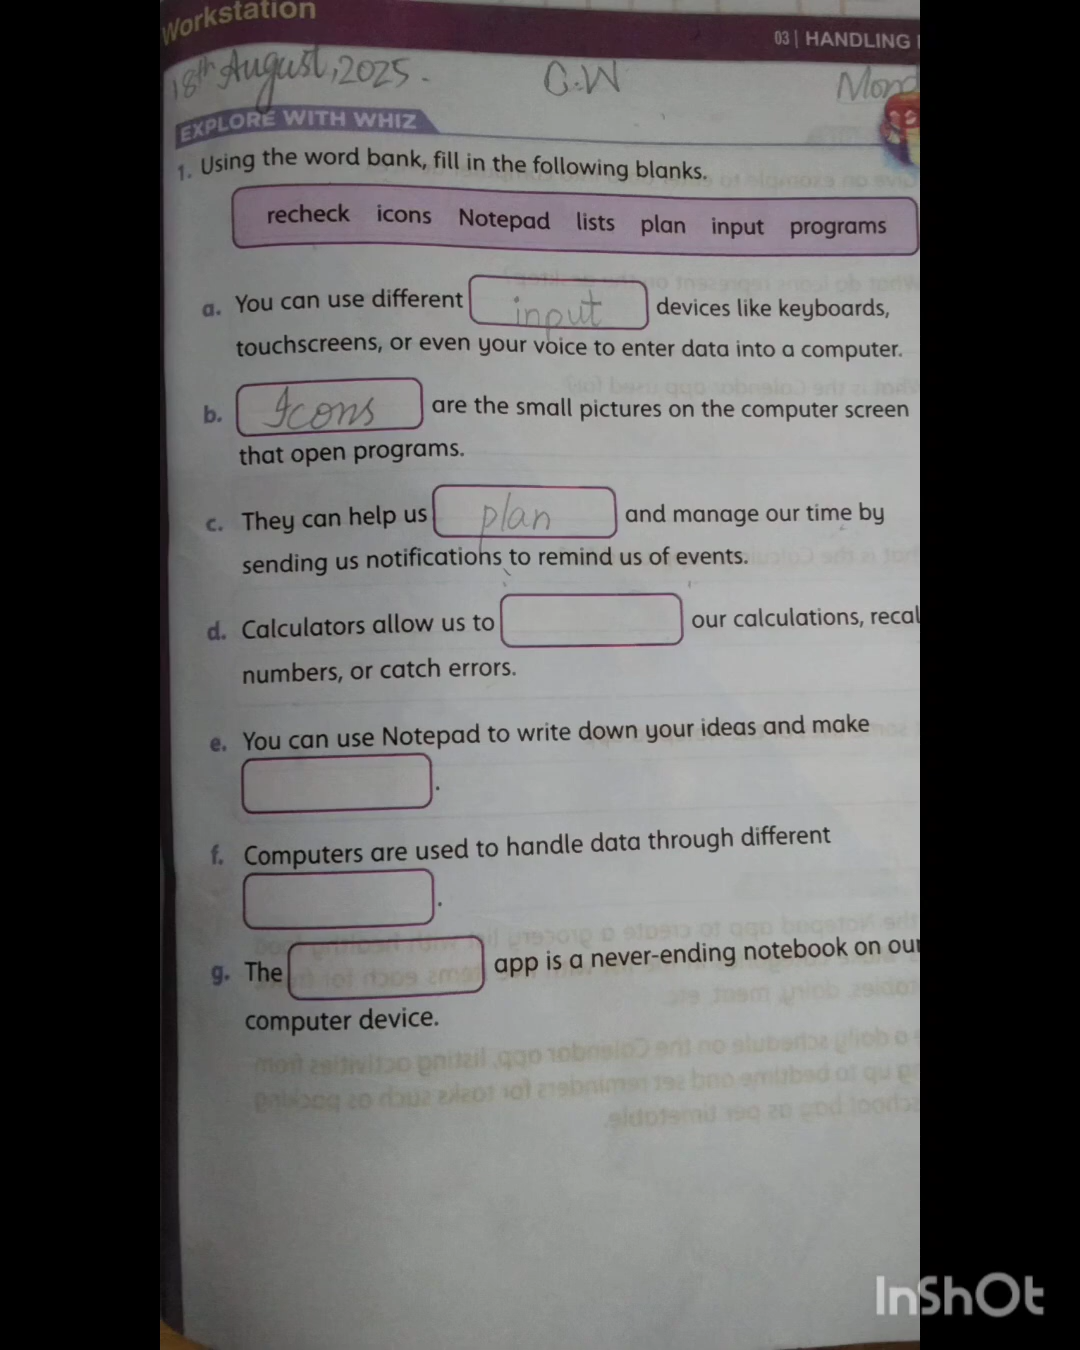 Workstation
03 | HANDLING
18th August, 2025.
C.W
EXPLORE WITH WHIZ
1. Using the word bank, fill in the following blanks.
recheck icons Notepad lists plan input programs
a. You can use different input devices like keyboards,
touchscreens, or even your voice to enter data into a computer.
b. Icons are the small pictures on the computer screen
that open programs.
c. They can help us plan and manage our time by
sending us notifications to remind us of events.
d. Calculators allow us to our calculations,
numbers, or catch errors.
e. You can use Notepad to write down your ideas and make
.
f. Computers are used to handle data through different
.
g. The app is a never-ending notebook on
computer device.
InShOt